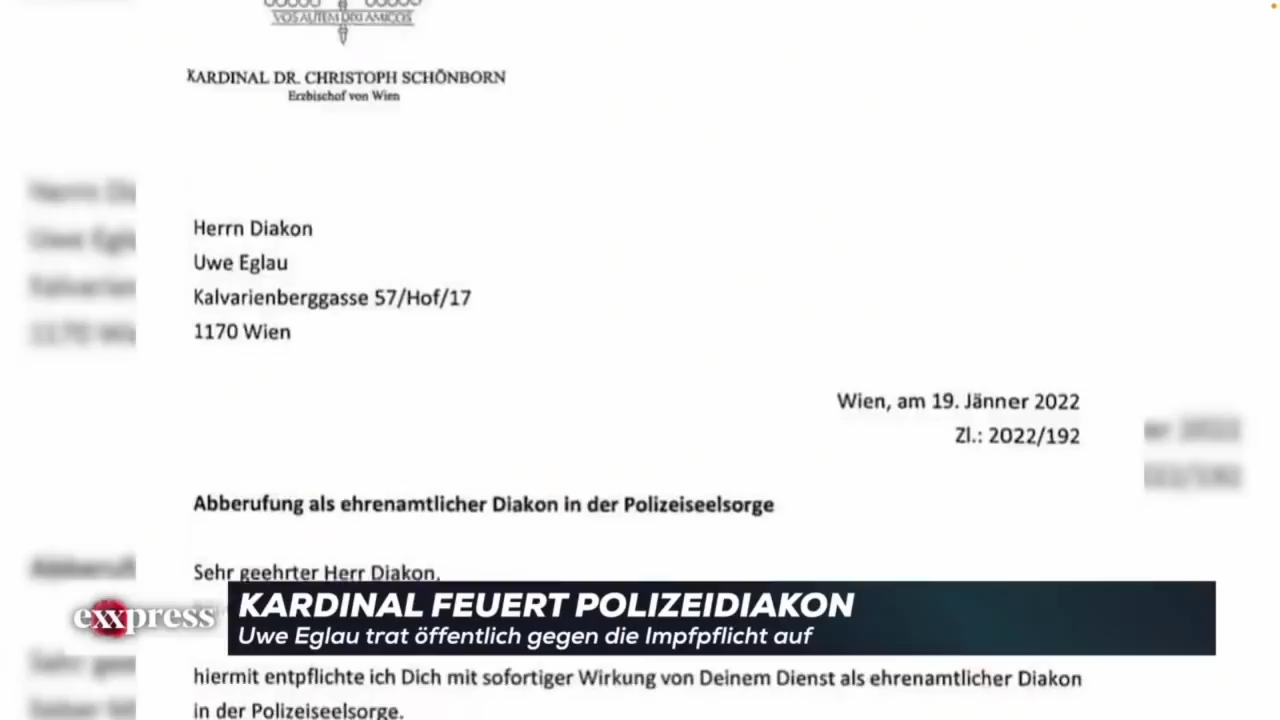 VOS AUTEM DIXI AMICOS
KARDINAL DR. CHRISTOPH SCHÖNBORN
Erzbischof von Wien
Herrn Diakon
Uwe Eglau
Kalvarienberggasse 57/Hof/17
1170 Wien
Wien, am 19. Jänner 2022
Zl.: 2022/192
Abberufung als ehrenamtlicher Diakon in der Polizeiseelsorge
Sehr geehrter Herr Diakon,
exxpress
KARDINAL FEUERT POLIZEIDIAKON
Uwe Eglau trat öffentlich gegen die Impfpflicht auf
hiermit entpflichte ich Dich mit sofortiger Wirkung von Deinem Dienst als ehrenamtlicher Diakon
in der Polizeiseelsorge.